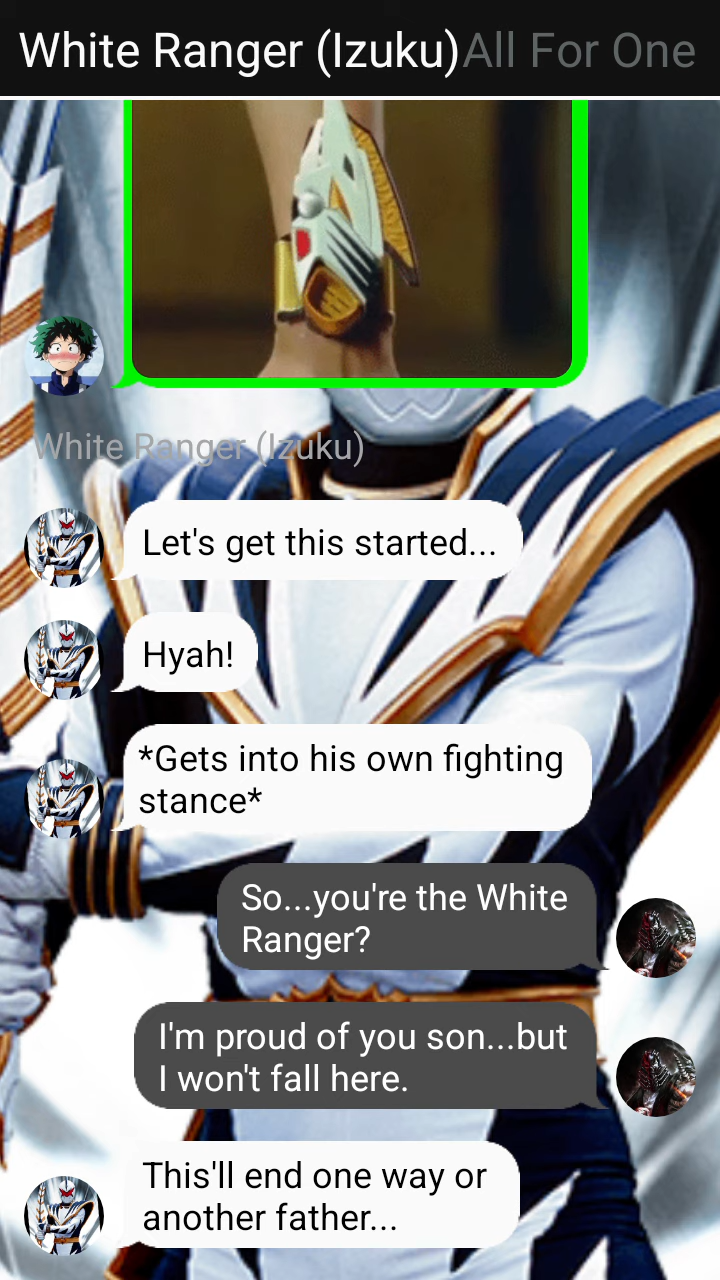 White Ranger (Izuku) All For One
White Ranger (Izuku)
Let's get this started...
Hyah!
*Gets into his own fighting
stance*
So...you're the White
Ranger?
I'm proud of you son...but
I won't fall here.
This'll end one way or
another father...